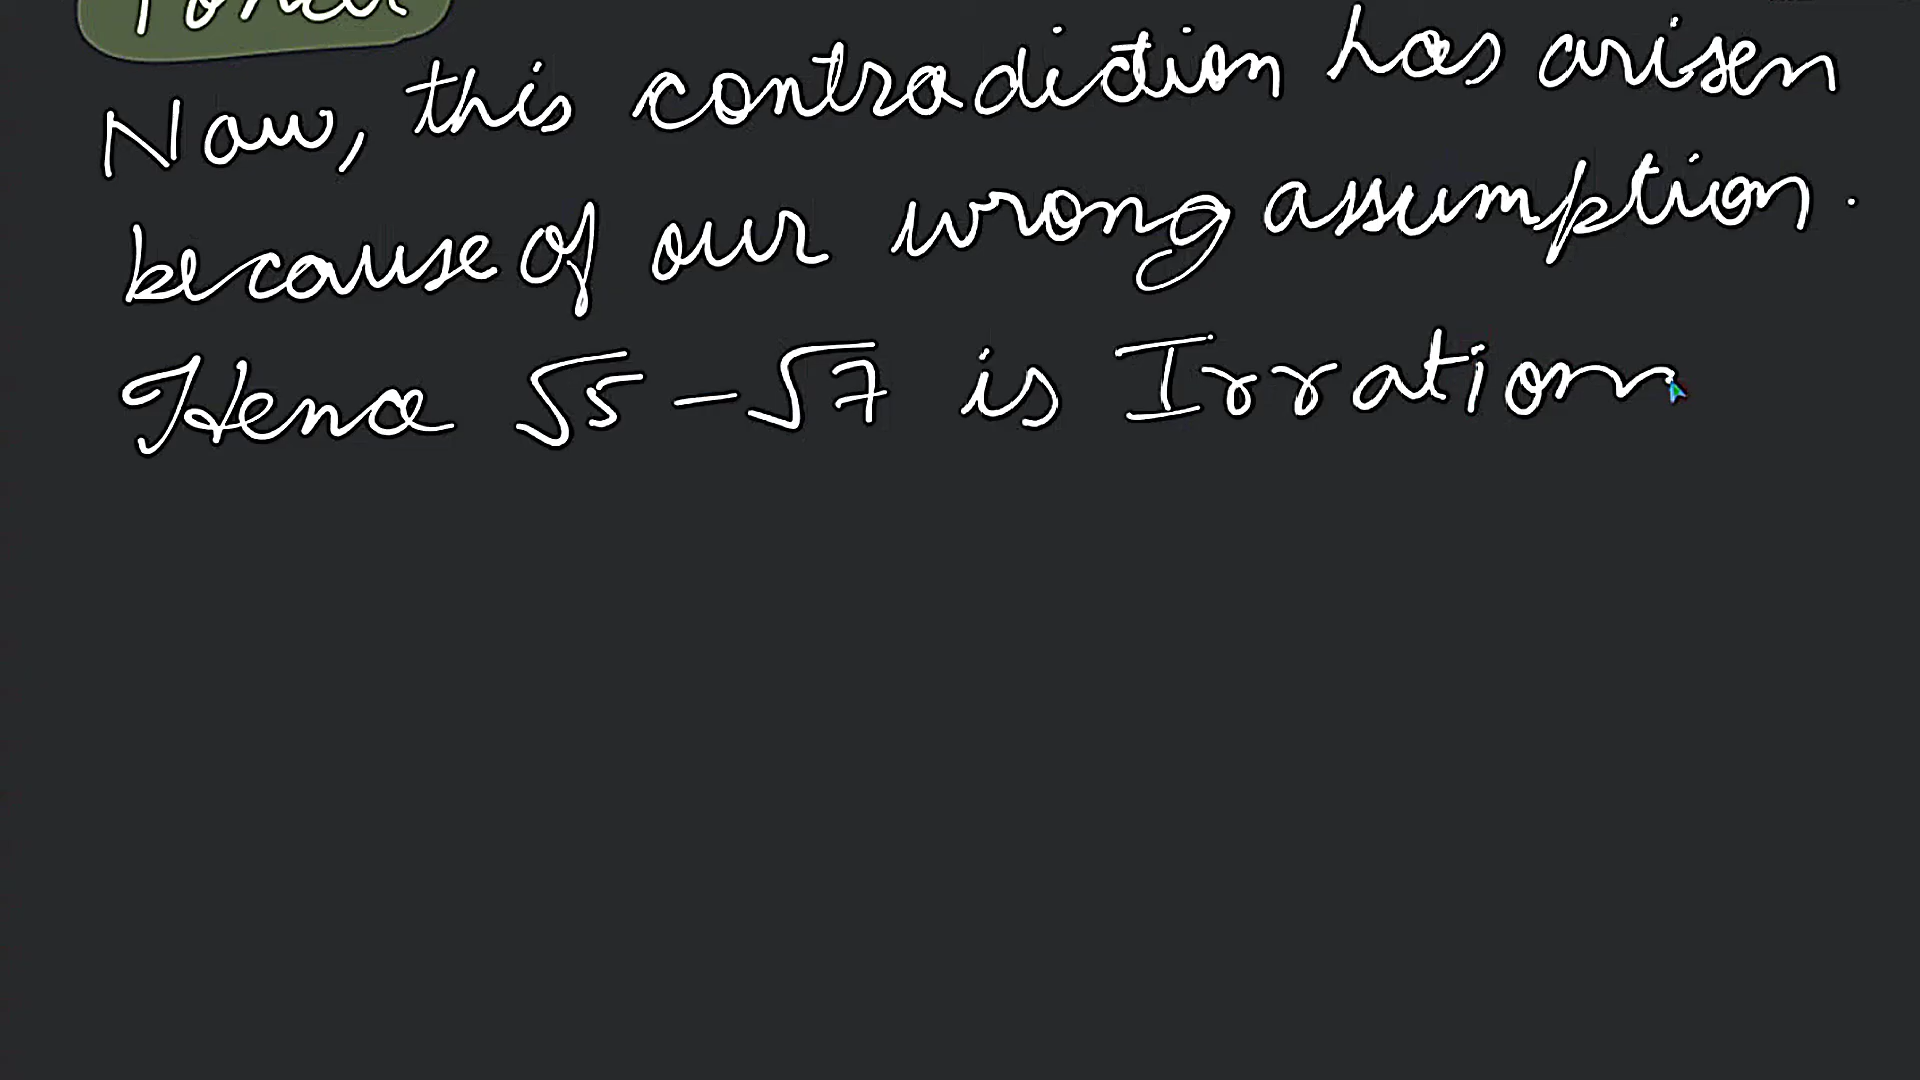 Now, this contradiction has arisen
because of our wrong assumption.
Hence √5 - √7 is Irration